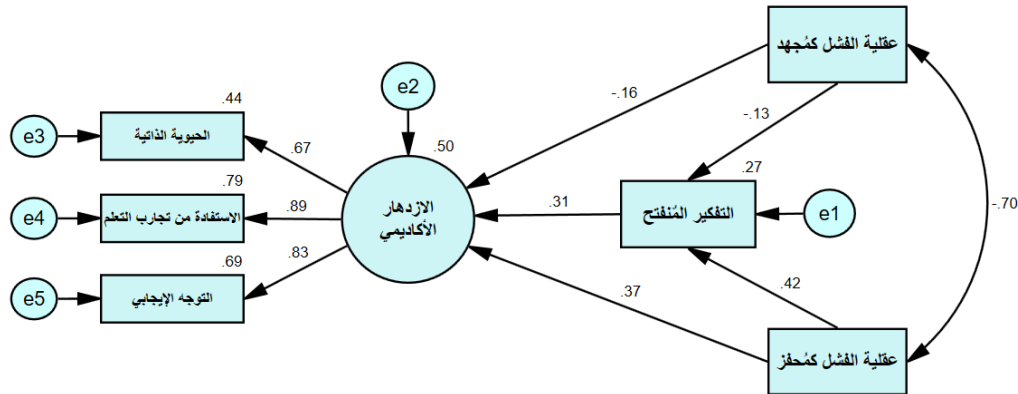 عقلية الفشل كمُجهد
e2
-.16
-.13
.44
e3
الحيوية الذاتية
.67
.50
.27
.79
e4
الاستفادة من تجارب التعلم
.89
الازدهار
الأكاديمي
.31
التفكير المُنفتح
e1
-.70
.69
.83
e5
التوجه الإيجابي
.37
.42
عقلية الفشل كمُحفز